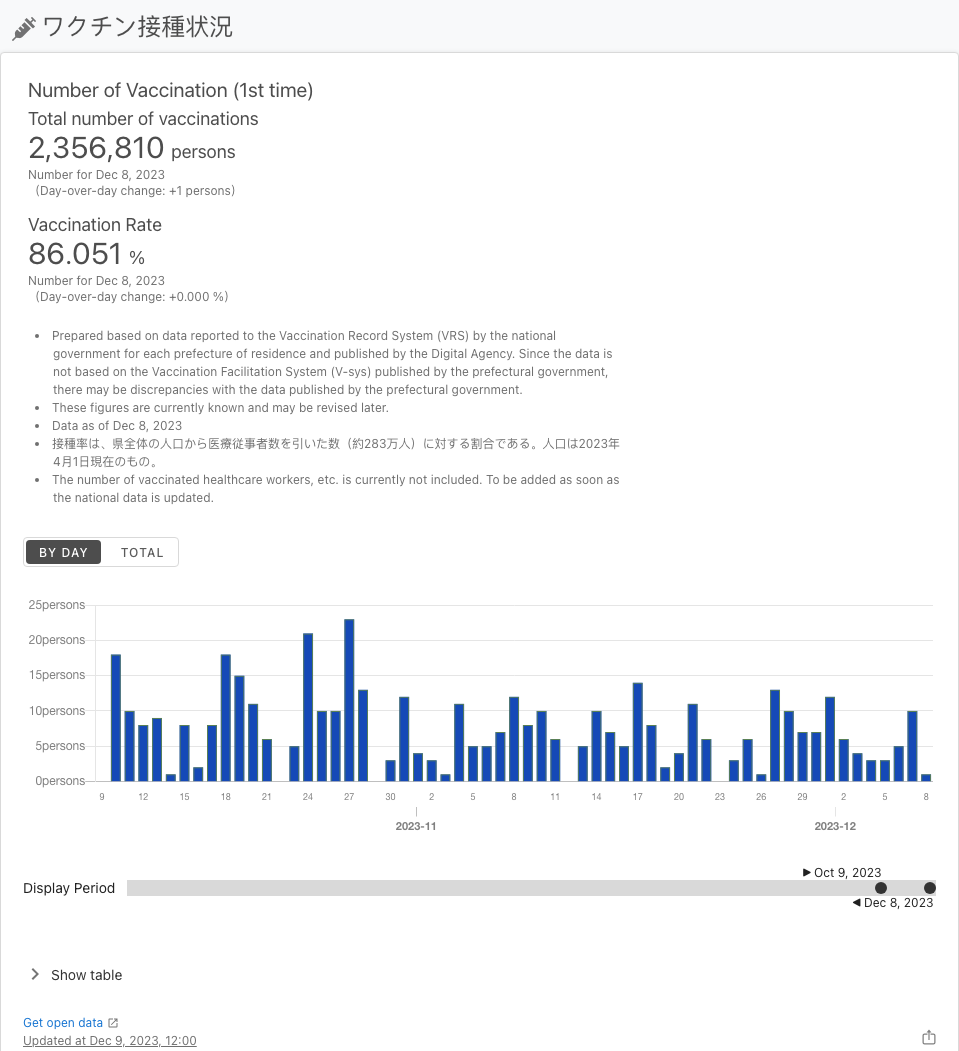 ワクチン接種状況
Number of Vaccination (1st time)
Total number of vaccinations
2,356,810 persons
Number for Dec 8, 2023
(Day-over-day change: +1 persons)
Vaccination Rate
86.051 %
Number for Dec 8, 2023
(Day-over-day change: +0.000 %)
• Prepared based on data reported to the Vaccination Record System (VRS) by the national
government for each prefecture of residence and published by the Digital Agency. Since the data is
not based on the Vaccination Facilitation System (V-sys) published by the prefectural government,
there may be discrepancies with the data published by the prefectural government.
• These figures are currently known and may be revised later.
• Data as of Dec 8, 2023
• 接種率は、県全体の人口から医療従事者数を引いた数（約283万人）に対する割合である。人口は2023年
4月1日現在のもの。
• The number of vaccinated healthcare workers, etc. is currently not included. To be added as soon as
the national data is updated.
BY DAY TOTAL
25persons
20persons
15persons
10persons
5persons
0persons
9 12 15 18 21 24 27 30 2 5 8 11 14 17 20 23 26 29 2 5 8
2023-11 2023-12
Oct 9, 2023
Display Period
Dec 8, 2023
Show table
Get open data
Updated at Dec 9, 2023, 12:00